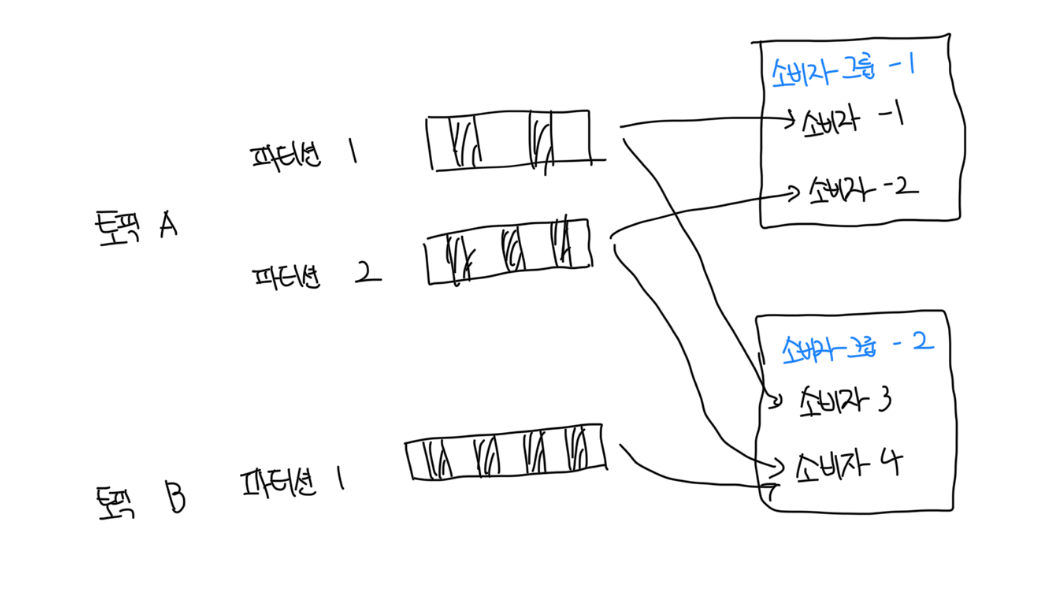 소비자 그룹 -1
소비자 -1
파티션 1
소비자 -2
토픽 A
파티션 2
소비자 그룹 - 2
소비자 3
소비자 4
토픽 B 파티션 1